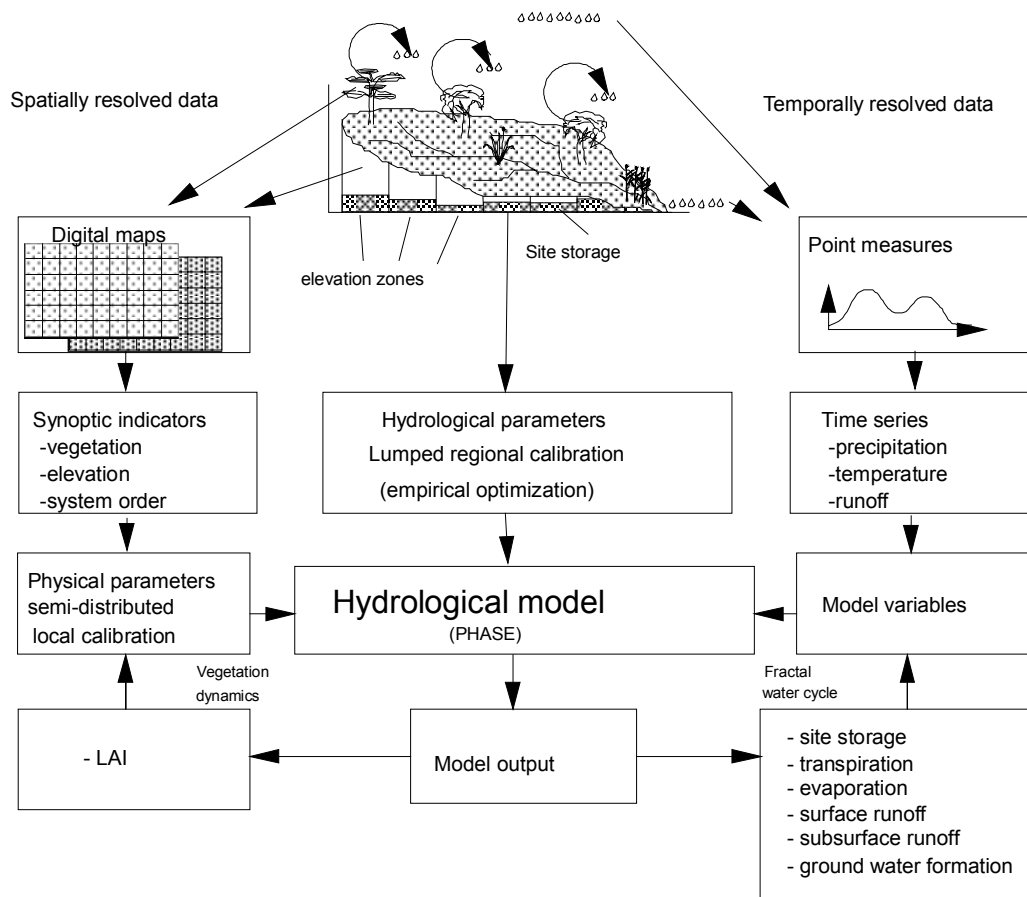 Spatially resolved data
Temporally resolved data
Digital maps
elevation zones
Site storage
Point measures
Synoptic indicators
-vegetation
-elevation
-system order
Hydrological parameters
Lumped regional calibration
(empirical optimization)
Time series
-precipitation
-temperature
-runoff
Physical parameters
semi-distributed
local calibration
Hydrological model
(PHASE)
Model variables
Vegetation
dynamics
Fractal
water cycle
- LAI
Model output
- site storage
- transpiration
- evaporation
- surface runoff
- subsurface runoff
- ground water formation